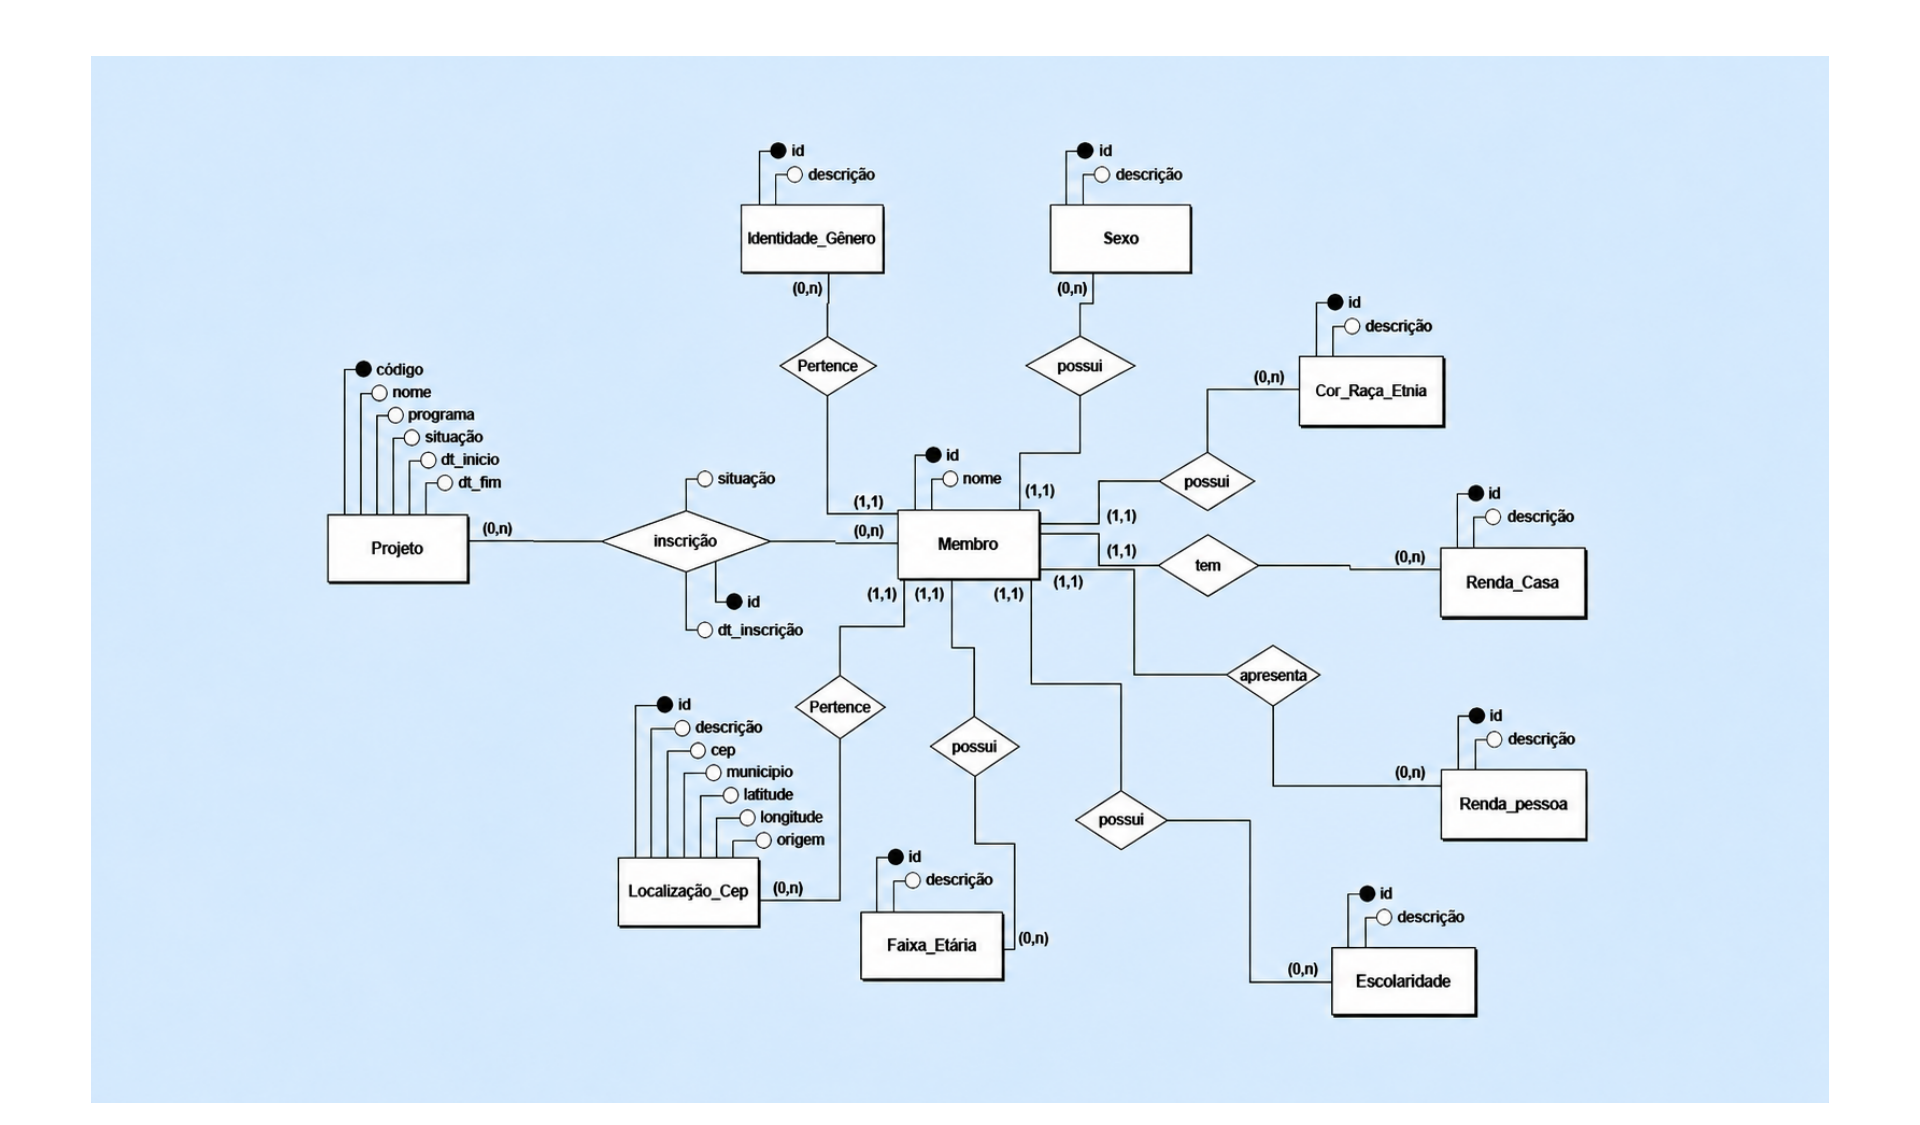 id
descrição
Identidade_Gênero
(0,n)
Pertence
(1,1)
id
descrição
Sexo
(0,n)
possui
(1,1)
id
descrição
Cor_Raça_Etnia
(0,n)
possui
(1,1)
código
nome
programa
situação
dt_inicio
dt_fim
Projeto
(0,n)
situação
inscrição
id
dt_inscrição
(0,n)
id
nome
Membro
(1,1)
tem
(0,n)
id
descrição
Renda_Casa
(1,1)
apresenta
(0,n)
id
descrição
Renda_pessoa
(1,1)
(1,1)
(1,1)
Pertence
id
descrição
cep
municipio
latitude
longitude
origem
Localização_Cep
(0,n)
possui
id
descrição
Faixa_Etária
(0,n)
possui
(0,n)
id
descrição
Escolaridade